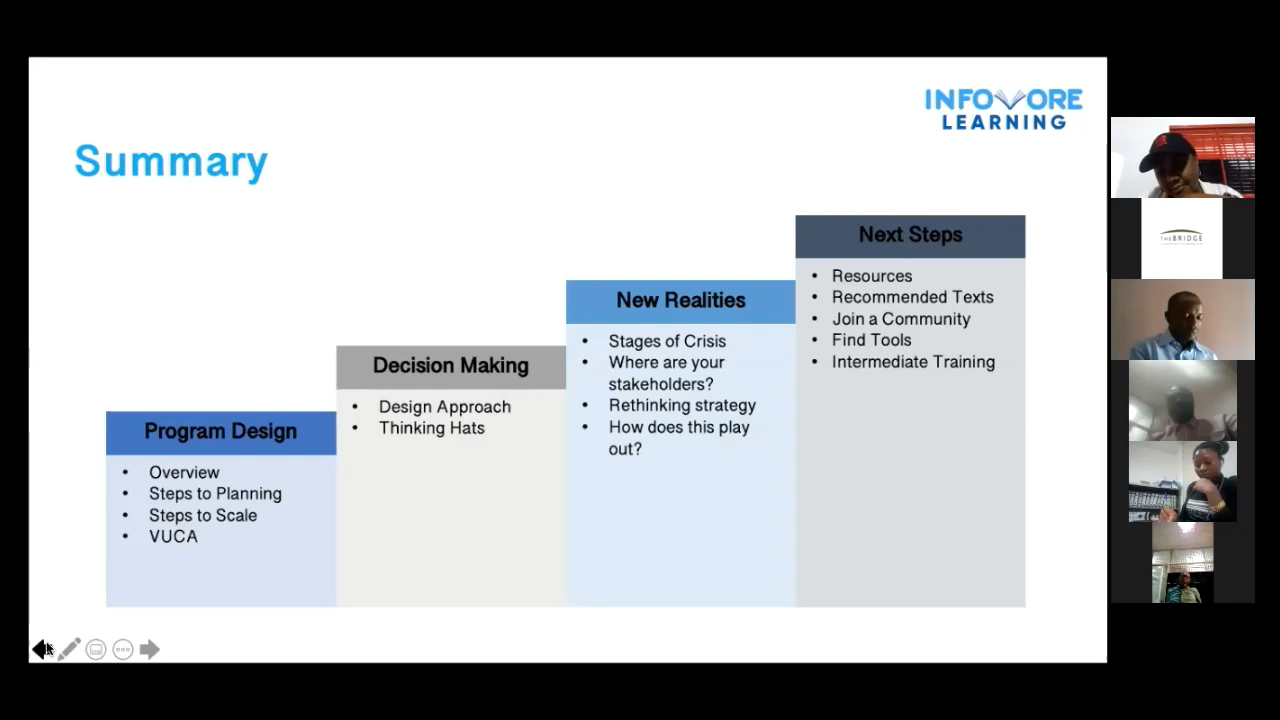 INFOVORE
LEARNING
Summary
Program Design
• Overview
• Steps to Planning
• Steps to Scale
• VUCA
Decision Making
• Design Approach
• Thinking Hats
New Realities
• Stages of Crisis
• Where are your
stakeholders?
• Rethinking strategy
• How does this play
out?
Next Steps
• Resources
• Recommended Texts
• Join a Community
• Find Tools
• Intermediate Training
THE BRIDGE